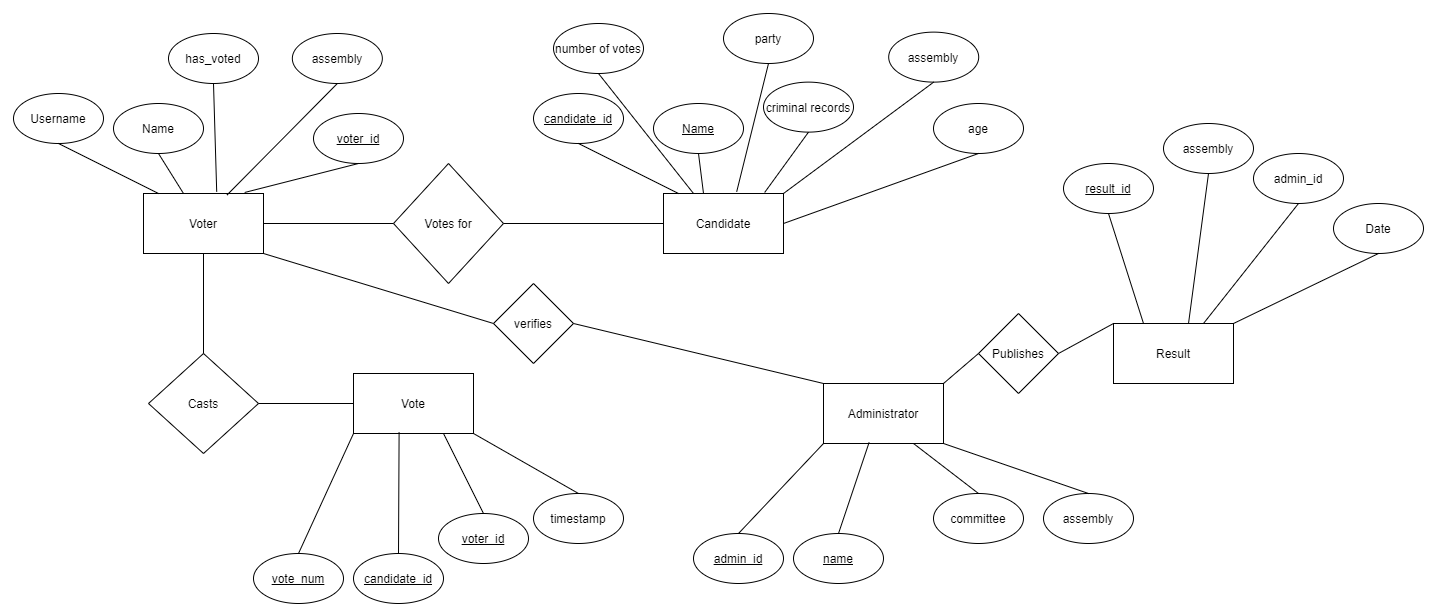 has_voted
assembly
Username
Name
voter_id
number of votes
party
assembly
candidate_id
Name
criminal records
age
result_id
assembly
admin_id
Date
Voter
Votes for
Candidate
verifies
Publishes
Result
Casts
Vote
Administrator
vote_num
candidate_id
voter_id
timestamp
admin_id
name
committee
assembly